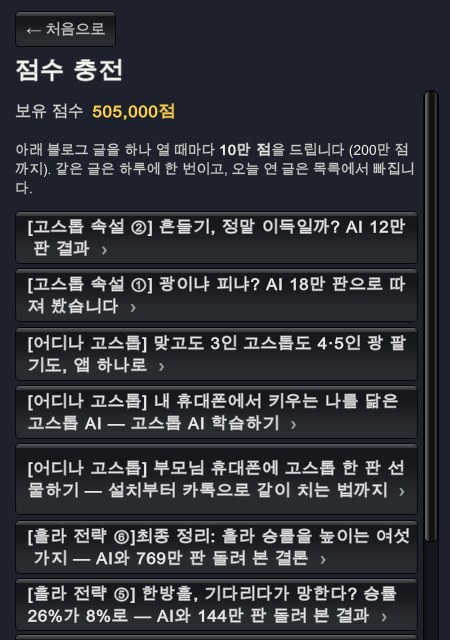 ← 처음으로
점수 충전
보유 점수 505,000점
아래 블로그 글을 하나 열 때마다 10만 점을 드립니다 (200만 점
까지). 같은 글은 하루에 한 번이고, 오늘 연 글은 목록에서 빠집니
다.
[고스톱 속설 ②] 흔들기, 정말 이득일까? AI 12만
판 결과 ›
[고스톱 속설 ①] 광이냐 피냐? AI 18만 판으로 따
져 봤습니다 ›
[어디나 고스톱] 맞고도 3인 고스톱도 4·5인 광 팔
기도, 앱 하나로 ›
[어디나 고스톱] 내 휴대폰에서 키우는 나를 닮은
고스톱 AI — 고스톱 AI 학습하기 ›
[어디나 고스톱] 부모님 휴대폰에 고스톱 한 판 선
물하기 — 설치부터 카톡으로 같이 치는 법까지 ›
[훌라 전략 ⑥]최종 정리: 훌라 승률을 높이는 여섯
가지 — AI와 769만 판 돌려 본 결론 ›
[훌라 전략 ⑤] 한방훌, 기다리다가 망한다? 승률
26%가 8%로 — AI와 144만 판 돌려 본 결과 ›